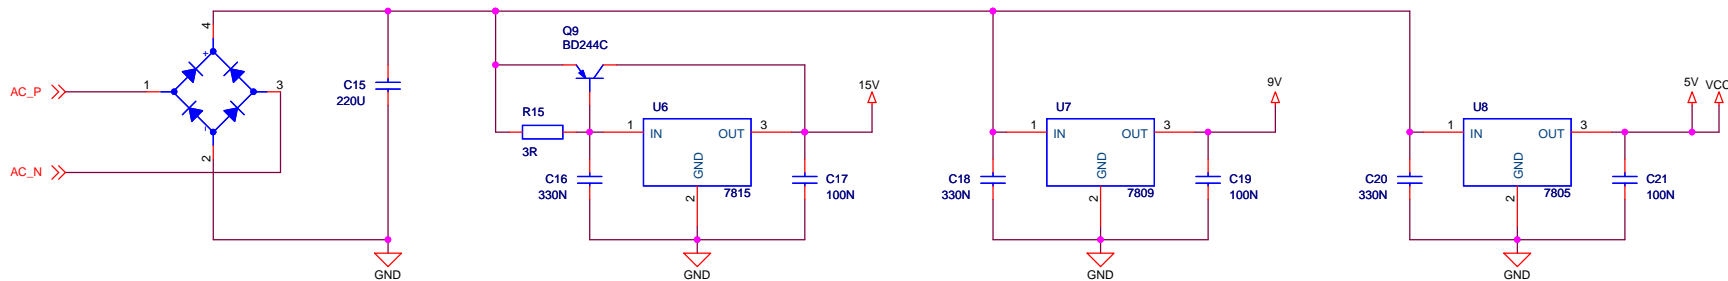 AC_P
AC_N
1
4
+
3
-
2
C15
220U
GND
Q9
BD244C
R15
3R
C16
330N
U6
1
IN
OUT
3
GND
2
7815
C17
100N
15V
GND
C18
330N
U7
1
IN
OUT
3
GND
2
7809
C19
100N
9V
GND
C20
330N
U8
1
IN
OUT
3
GND
2
7805
C21
100N
5V
VCC
GND